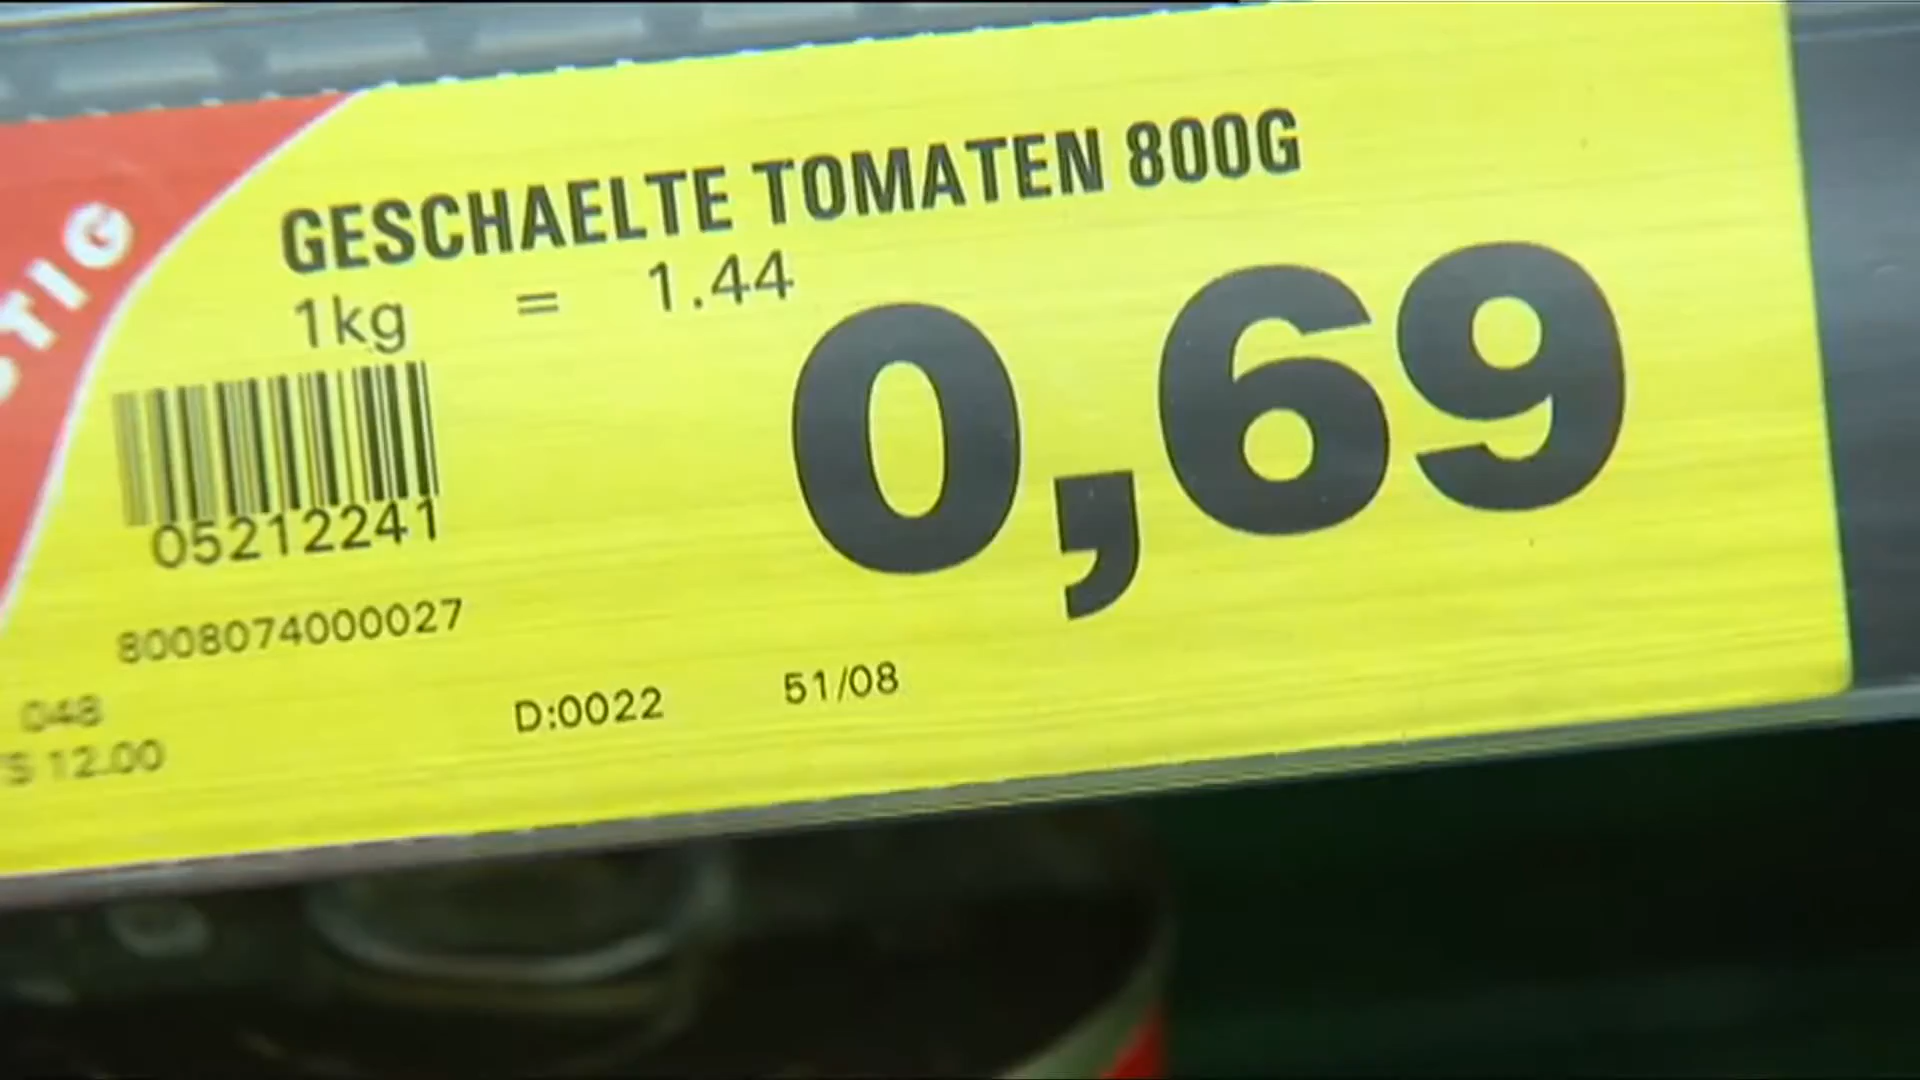 STIG
GESCHAELTE TOMATEN 800G
1kg = 1.44
0,69
05212241
8008074000027
048
D:0022 51/08
S 12.00